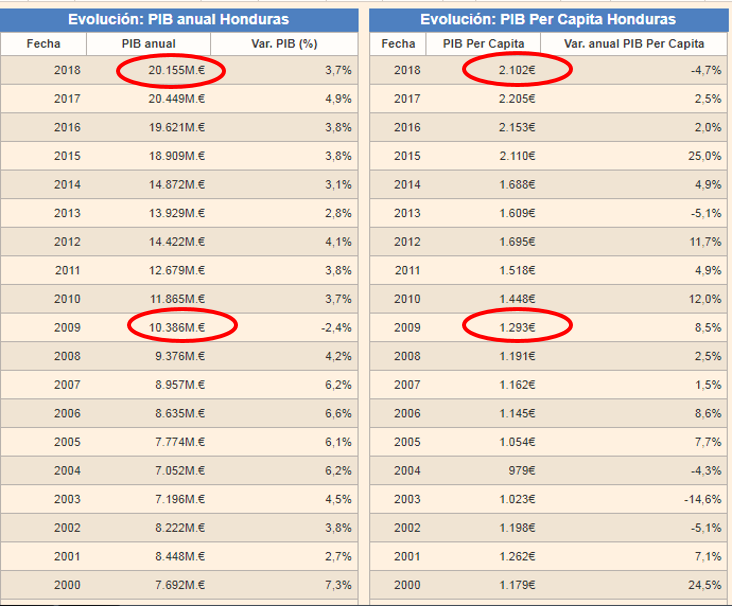 Evolución: PIB anual Honduras
Fecha PIB anual Var. PIB (%)
2018 20.155M.€ 3,7%
2017 20.449M.€ 4,9%
2016 19.621M.€ 3,8%
2015 18.909M.€ 3,8%
2014 14.872M.€ 3,1%
2013 13.929M.€ 2,8%
2012 14.422M.€ 4,1%
2011 12.679M.€ 3,8%
2010 11.865M.€ 3,7%
2009 10.386M.€ -2,4%
2008 9.376M.€ 4,2%
2007 8.957M.€ 6,2%
2006 8.635M.€ 6,6%
2005 7.774M.€ 6,1%
2004 7.052M.€ 6,2%
2003 7.196M.€ 4,5%
2002 8.222M.€ 3,8%
2001 8.448M.€ 2,7%
2000 7.692M.€ 7,3%
Evolución: PIB Per Capita Honduras
Fecha PIB Per Capita Var. anual PIB Per Capita
2018 2.102€ -4,7%
2017 2.205€ 2,5%
2016 2.153€ 2,0%
2015 2.110€ 25,0%
2014 1.688€ 4,9%
2013 1.609€ -5,1%
2012 1.695€ 11,7%
2011 1.518€ 4,9%
2010 1.448€ 12,0%
2009 1.293€ 8,5%
2008 1.191€ 2,5%
2007 1.162€ 1,5%
2006 1.145€ 8,6%
2005 1.054€ 7,7%
2004 979€ -4,3%
2003 1.023€ -14,6%
2002 1.198€ -5,1%
2001 1.262€ 7,1%
2000 1.179€ 24,5%